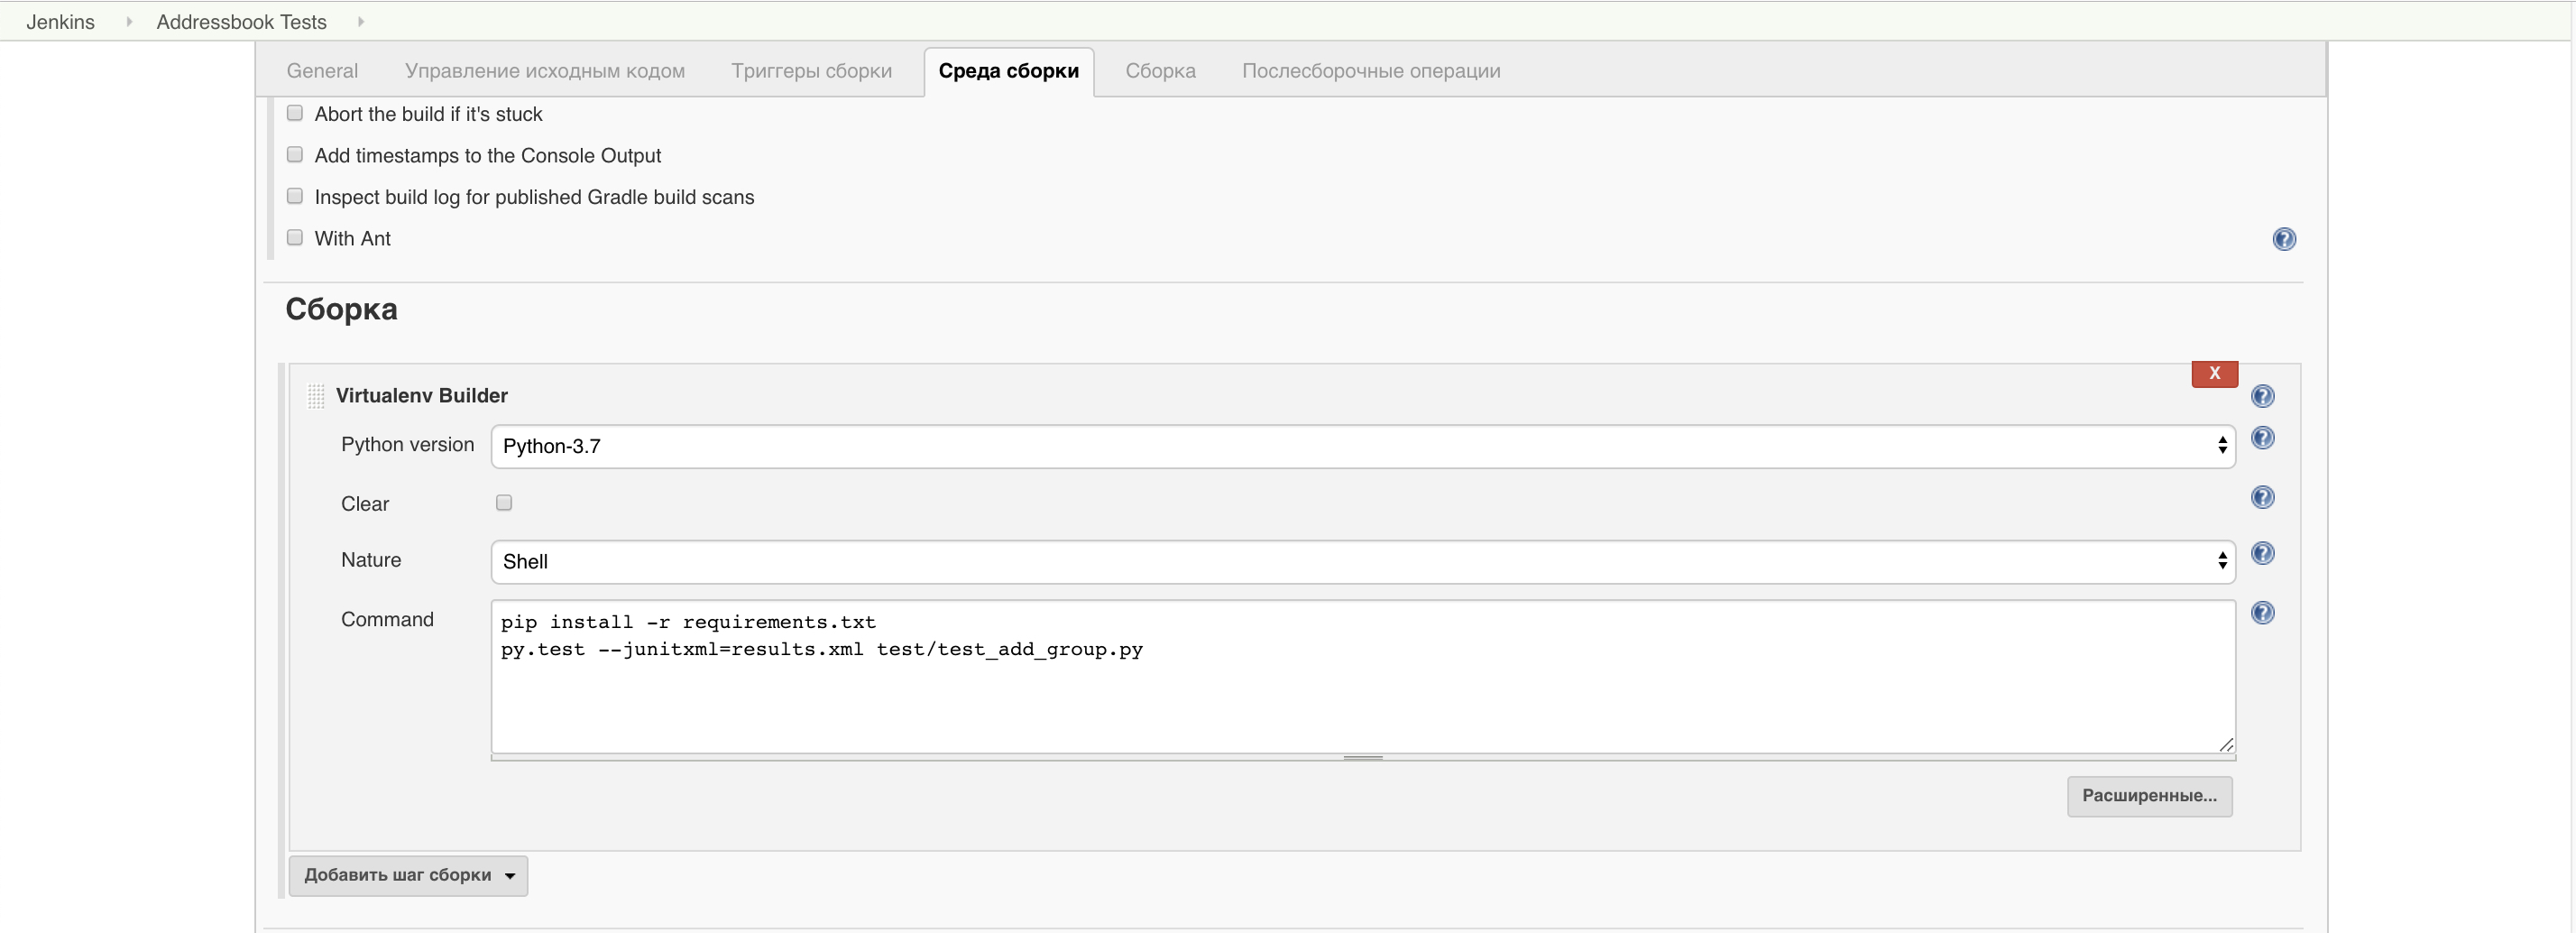 Jenkins Addressbook Tests
General Управление исходным кодом Триггеры сборки Среда сборки Сборка Послесборочные операции
Abort the build if it's stuck
Add timestamps to the Console Output
Inspect build log for published Gradle build scans
With Ant
Сборка
X
Virtualenv Builder
Python version Python-3.7
Clear
Nature Shell
Command pip install -r requirements.txt
py.test --junitxml=results.xml test/test_add_group.py
Расширенные...
Добавить шаг сборки